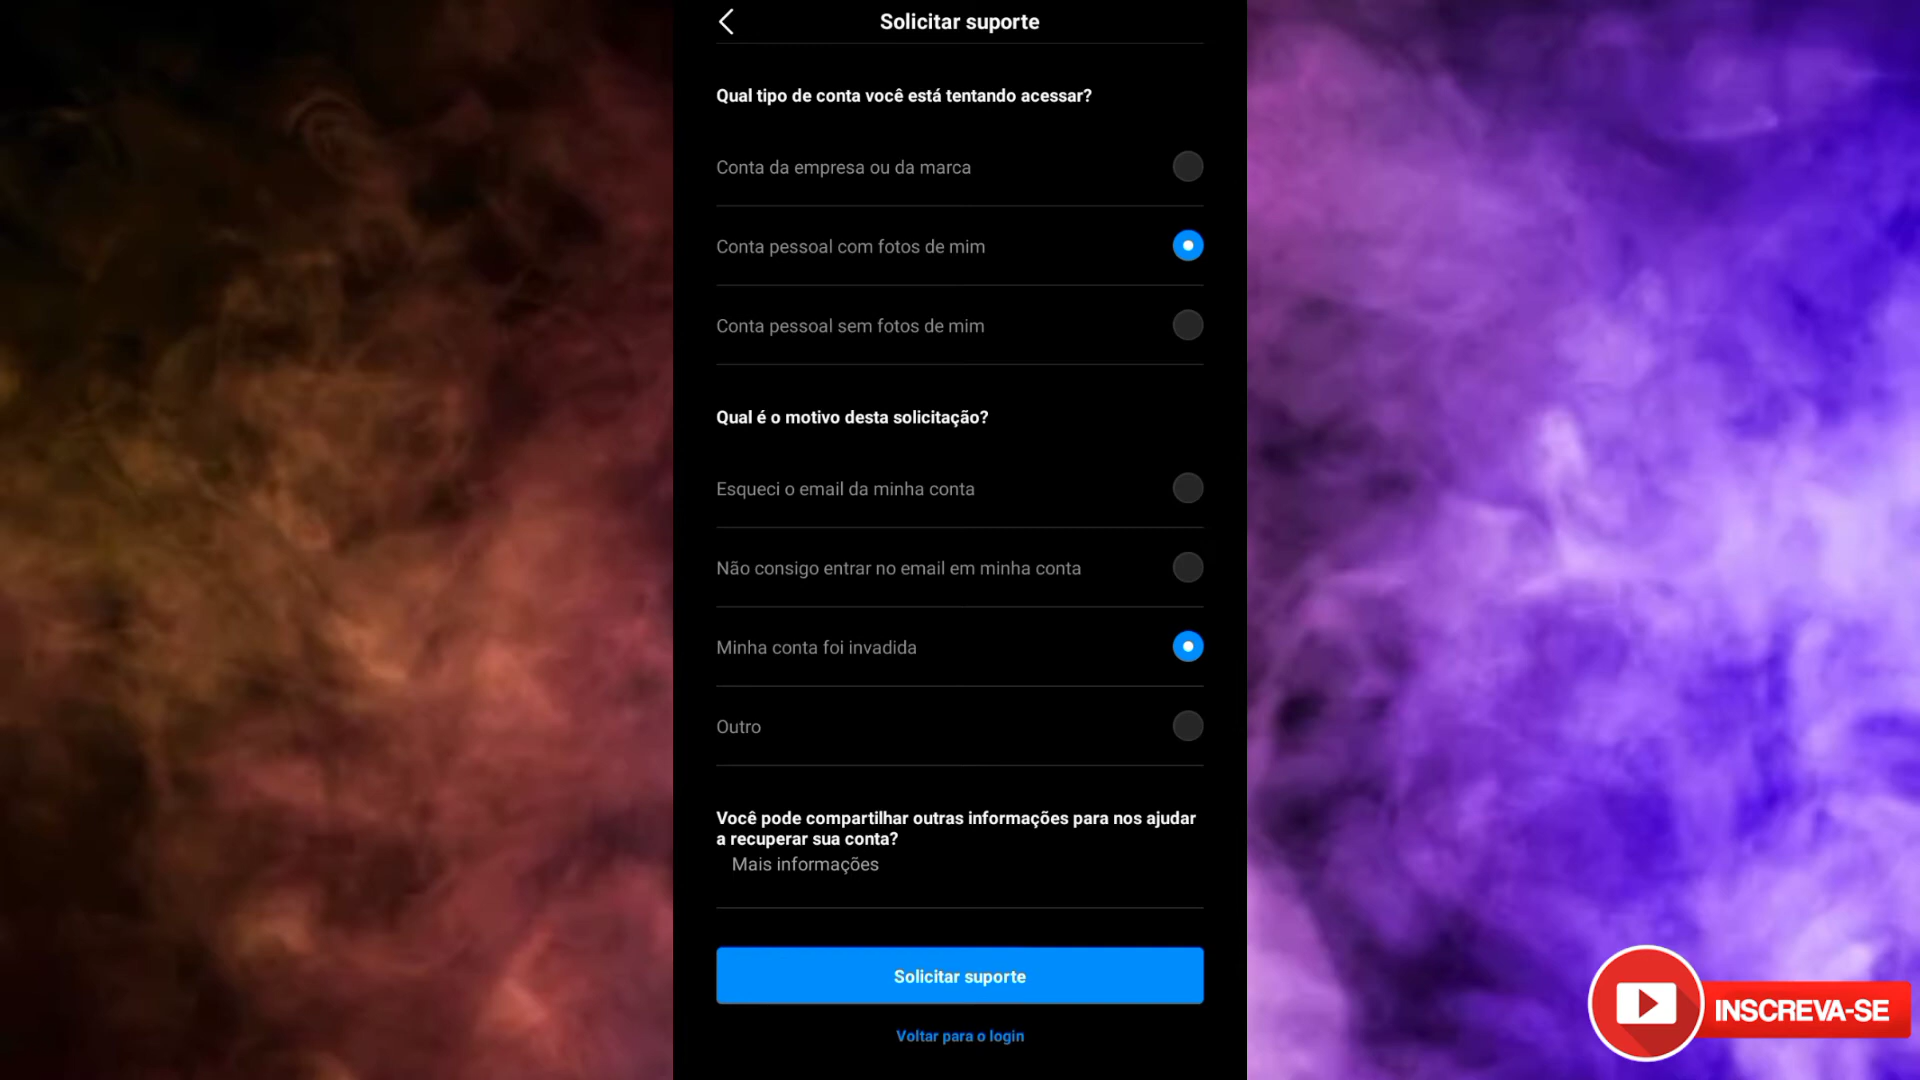 Solicitar suporte
Qual tipo de conta você está tentando acessar?
Conta da empresa ou da marca
Conta pessoal com fotos de mim
Conta pessoal sem fotos de mim
Qual é o motivo desta solicitação?
Esqueci o email da minha conta
Não consigo entrar no email em minha conta
Minha conta foi invadida
Outro
Você pode compartilhar outras informações para nos ajudar
a recuperar sua conta?
Mais informações
Solicitar suporte
Voltar para o login
INSCREVA-SE